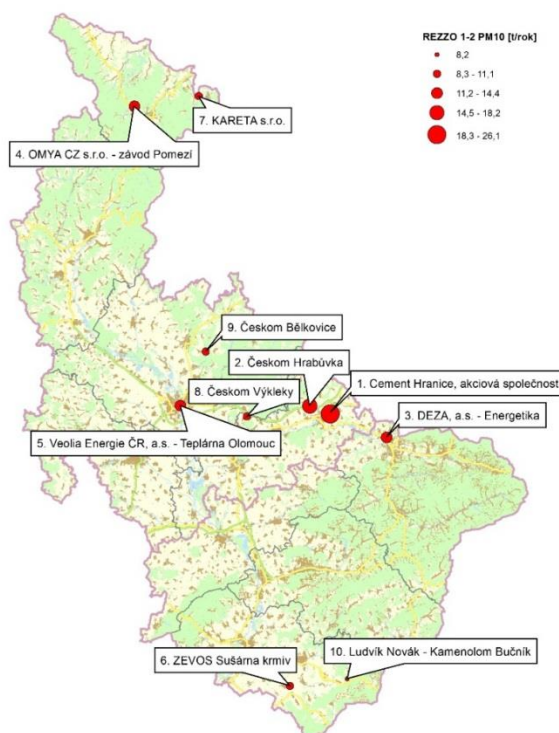 REZZO 1-2 PM10 [t/rok]
8,2
8,3 - 11,1
11,2 - 14,4
14,5 - 18,2
18,3 - 26,1
7. KARETA s.r.o.
4. OMYA CZ s.r.o. - závod Pomezí
9. Českom Bělkovice
2. Českom Hrabůvka
8. Českom Výkleky
1. Cement Hranice, akciová společnost
3. DEZA, a.s. - Energetika
5. Veolia Energie ČR, a.s. - Teplárna Olomouc
10. Ludvík Novák - Kamenolom Bučník
6. ZEVOS Sušárna krmiv